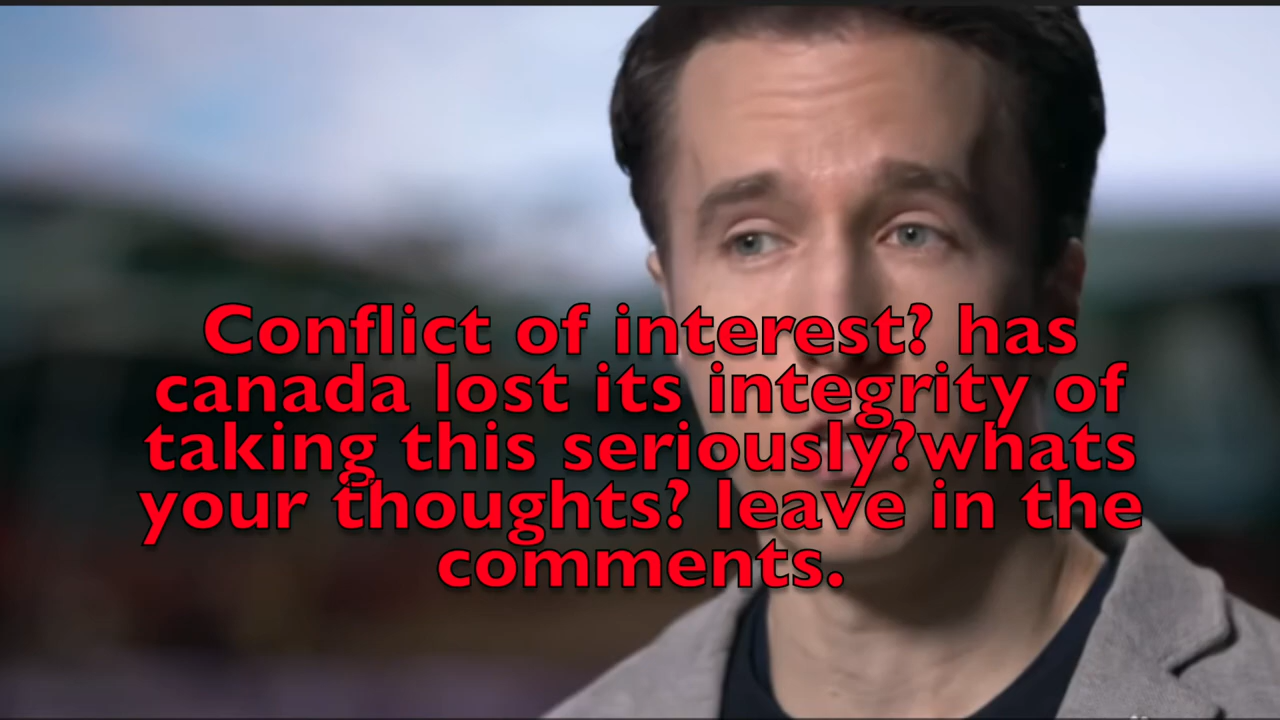 Conflict of interest? has
canada lost its integrity of
taking this seriously?whats
your thoughts? leave in the
comments.